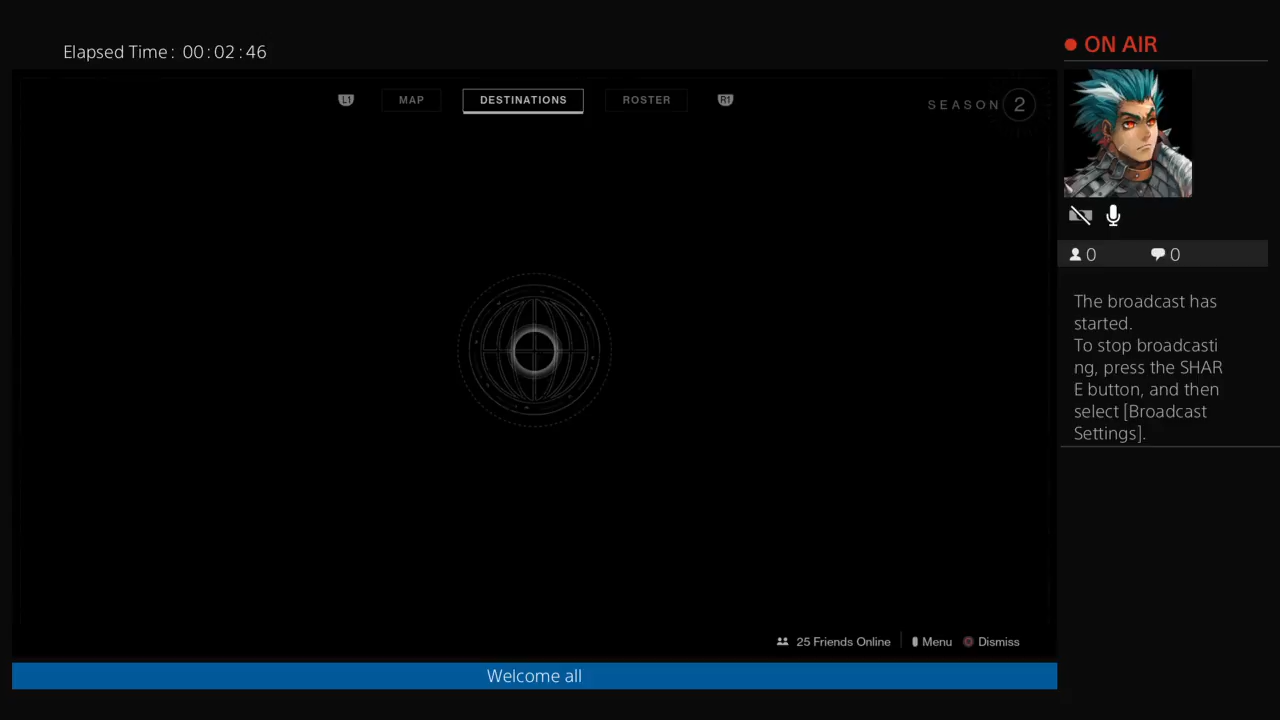 Elapsed Time: 00:02:46
ON AIR
L1 MAP DESTINATIONS ROSTER R1
SEASON 2
0 0
The broadcast has
started.
To stop broadcasti
ng, press the SHAR
E button, and then
select [Broadcast
Settings].
25 Friends Online Menu Dismiss
Welcome all